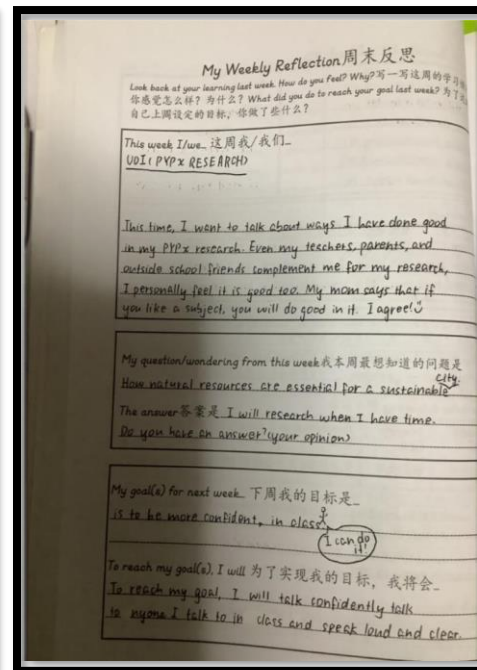 My Weekly Reflection周末反思
Look back at your learning last week. How do you feel? Why?写一写这周的学习
你感觉怎么样？为什么？What did you do to reach your goal last week? 为了
自己上周设定的目标，你做了些什么？
This week I/we_ 这周我/我们_
UOI( PYPx RESEARCH)
This time, I want to talk about ways I have done good
in my PYPx research. Even my teachers, parents, and
outside school friends complement me for my research,
I personally feel it is good too. My mom says that if
you like a subject, you will do good in it. I agree!
My question/wondering from this week我本周最想知道的问题是
How natural resources are essential for a sustainable city.
The answer答案是 I will research when I have time.
Do you have an answer?(your opinion)
My goal(s) for next week_ 下周我的目标是_
is to be more confident, in class.
I can do it!
To reach my goal(s), I will 为了实现我的目标，我将会_
To reach my goal, I will talk confidently talk
to nyone I talk to in class and speak loud and clear.